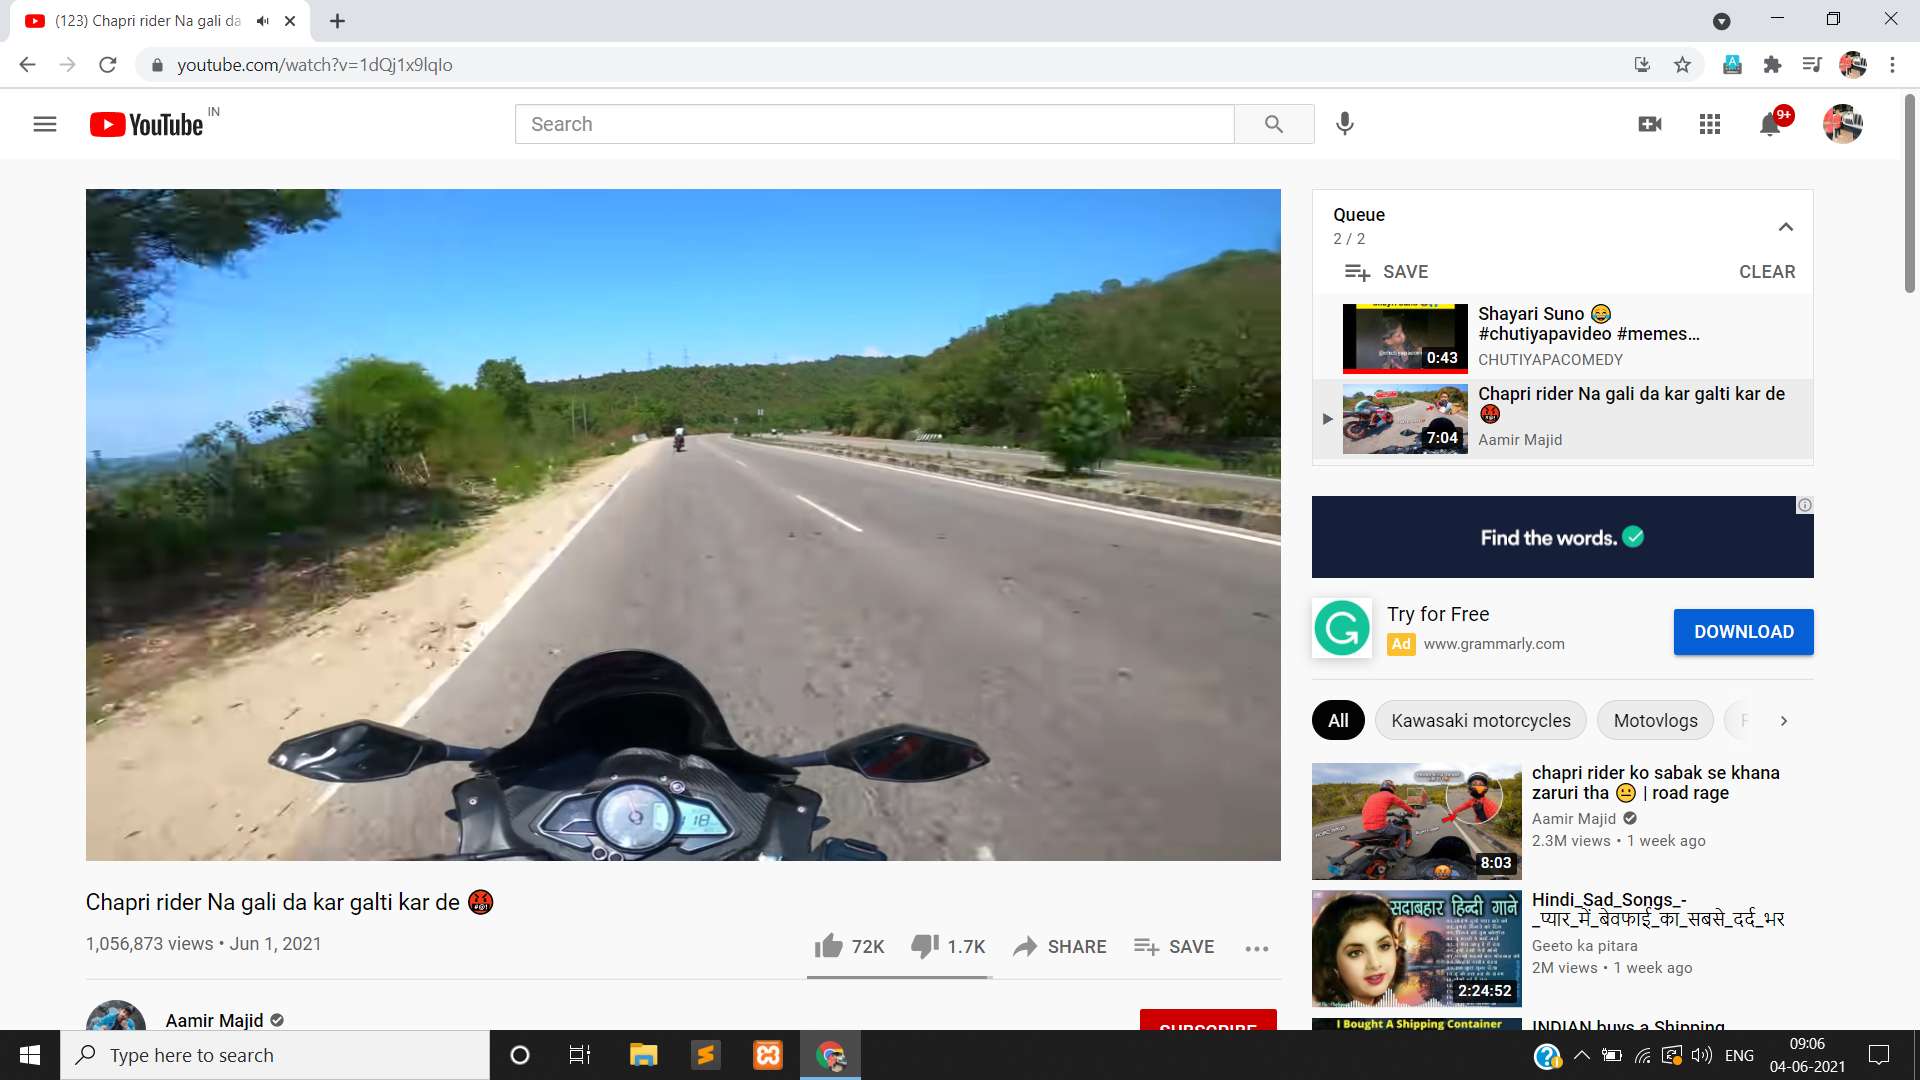 (123) Chapri rider Na gali da
youtube.com/watch?v=1dQj1x9lqIo
YouTube IN
Search
9+
Queue
2 / 2
SAVE
CLEAR
0:43
Shayari Suno 😂
#chutiyapavideo #memes...
CHUTIYAPACOMEDY
7:04
Chapri rider Na gali da kar galti kar de
🤬
Aamir Majid
Find the words.
Try for Free
Ad www.grammarly.com
DOWNLOAD
All
Kawasaki motorcycles
Motovlogs
118
Chapri rider Na gali da kar galti kar de 🤬
1,056,873 views • Jun 1, 2021
72K
1.7K
SHARE
SAVE
Aamir Majid
SUBSCRIBE
8:03
chapri rider ko sabak se khana
zaruri tha 😐 | road rage
Aamir Majid
2.3M views • 1 week ago
सदाबहार हिन्दी गाने
2:24:52
Hindi_Sad_Songs_-
_प्यार_में_बेवफाई_का_सबसे_दर्द_भर
Geeto ka pitara
2M views • 1 week ago
I Bought A Shipping Container
INDIAN buys a Shipping
Type here to search
ENG
09:06
04-06-2021